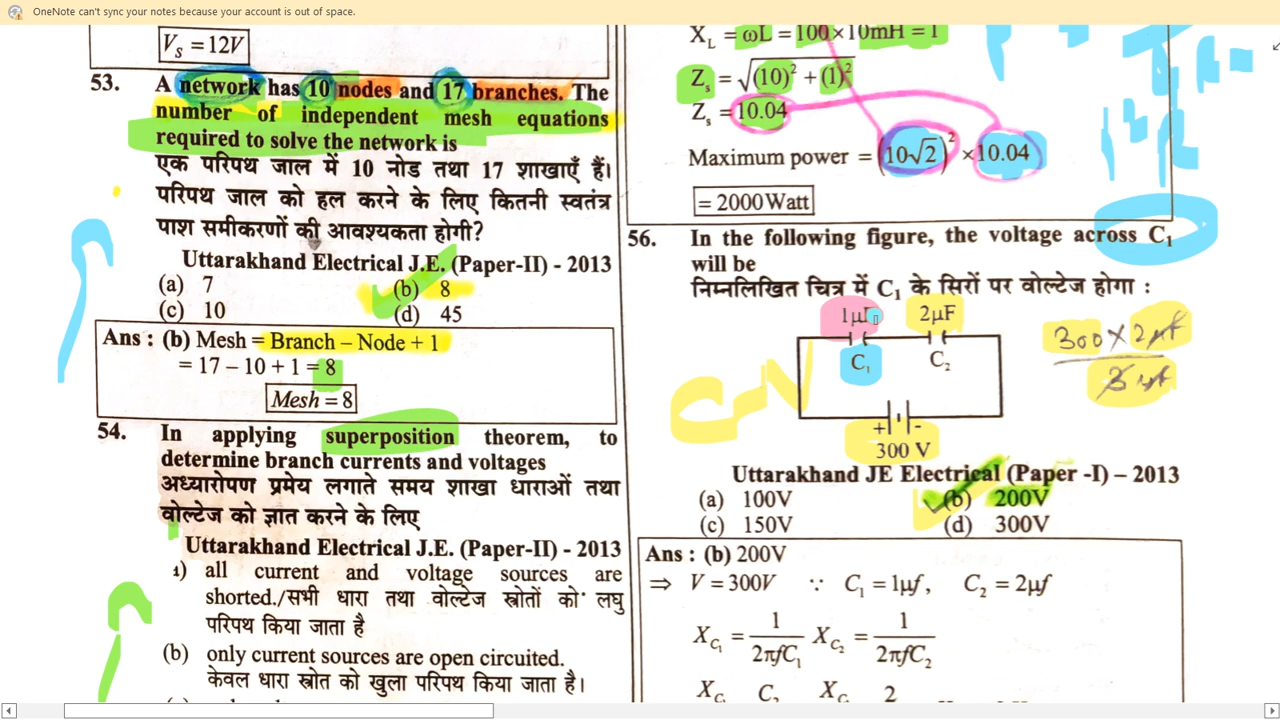 OneNote can't sync your notes because your account is out of space.
V_s = 12V
53. A network has 10 nodes and 17 branches. The
number of independent mesh equations
required to solve the network is
एक परिपथ जाल में 10 नोड तथा 17 शाखाएँ हैं।
परिपथ जाल को हल करने के लिए कितनी स्वतंत्र
पाश समीकरणों की आवश्यकता होगी?
Uttarakhand Electrical J.E. (Paper-II) - 2013
(a) 7 (b) 8
(c) 10 (d) 45
Ans : (b) Mesh = Branch – Node + 1
= 17 – 10 + 1 = 8
Mesh = 8
54. In applying superposition theorem, to
determine branch currents and voltages
अध्यारोपण प्रमेय लगाते समय शाखा धाराओं तथा
वोल्टेज को ज्ञात करने के लिए
Uttarakhand Electrical J.E. (Paper-II) - 2013
all current and voltage sources are
shorted./सभी धारा तथा वोल्टेज स्त्रोतों को लघु
परिपथ किया जाता है
(b) only current sources are open circuited.
केवल धारा स्त्रोत को खुला परिपथ किया जाता है।
X_L = ωL = 100×10mH = 1
Z_s = √(10)² + (1)²
Z_s = 10.04
Maximum power = (10√2)² × 10.04
= 2000 Watt
56. In the following figure, the voltage across C₁
will be
निम्नलिखित चित्र में C₁ के सिरों पर वोल्टेज होगा :
1μF 2μF
C₁ C₂
+ -
300 V
300 × 2μf
3μf
Uttarakhand JE Electrical (Paper -I) – 2013
(a) 100V (b) 200V
(c) 150V (d) 300V
Ans : (b) 200V
⇒ V = 300V ∵ C₁ = 1μf, C₂ = 2μf
X_C₁ = 1/2πfC₁ X_C₂ = 1/2πfC₂